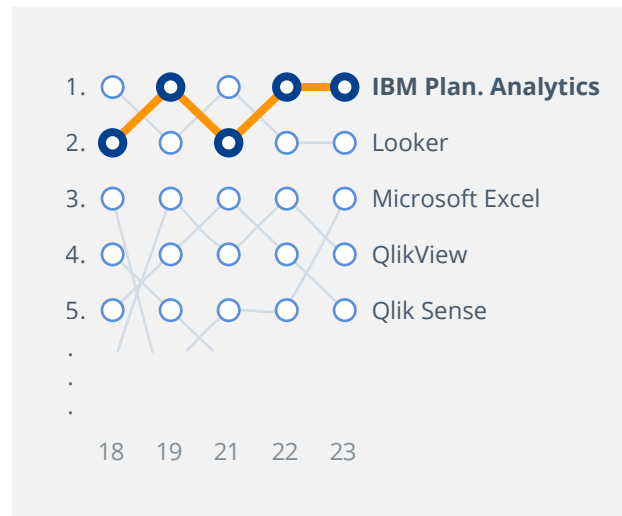 1. IBM Plan. Analytics
2. Looker
3. Microsoft Excel
4. QlikView
5. Qlik Sense
.
.
.
18 19 21 22 23